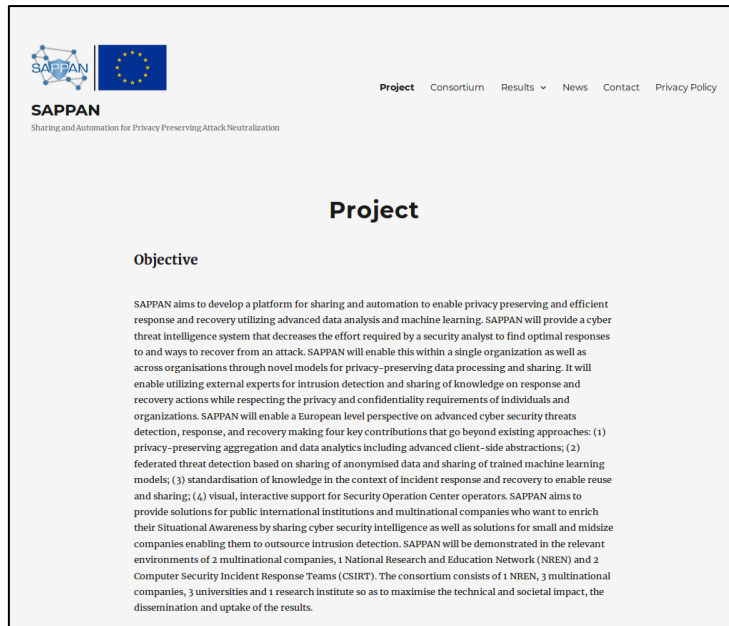 SAPPAN
SAPPAN
Sharing and Automation for Privacy Preserving Attack Neutralization
Project Consortium Results News Contact Privacy Policy
Project
Objective
SAPPAN aims to develop a platform for sharing and automation to enable privacy preserving and efficient
response and recovery utilizing advanced data analysis and machine learning. SAPPAN will provide a cyber
threat intelligence system that decreases the effort required by a security analyst to find optimal responses
to and ways to recover from an attack. SAPPAN will enable this within a single organization as well as
across organisations through novel models for privacy-preserving data processing and sharing. It will
enable utilizing external experts for intrusion detection and sharing of knowledge on response and
recovery actions while respecting the privacy and confidentiality requirements of individuals and
organizations. SAPPAN will enable a European level perspective on advanced cyber security threats
detection, response, and recovery making four key contributions that go beyond existing approaches: (1)
privacy-preserving aggregation and data analytics including advanced client-side abstractions; (2)
federated threat detection based on sharing of anonymised data and sharing of trained machine learning
models; (3) standardisation of knowledge in the context of incident response and recovery to enable reuse
and sharing; (4) visual, interactive support for Security Operation Center operators. SAPPAN aims to
provide solutions for public international institutions and multinational companies who want to enrich
their Situational Awareness by sharing cyber security intelligence as well as solutions for small and midsize
companies enabling them to outsource intrusion detection. SAPPAN will be demonstrated in the relevant
environments of 2 multinational companies, 1 National Research and Education Network (NREN) and 2
Computer Security Incident Response Teams (CSIRT). The consortium consists of 1 NREN, 3 multinational
companies, 3 universities and 1 research institute so as to maximise the technical and societal impact, the
dissemination and uptake of the results.